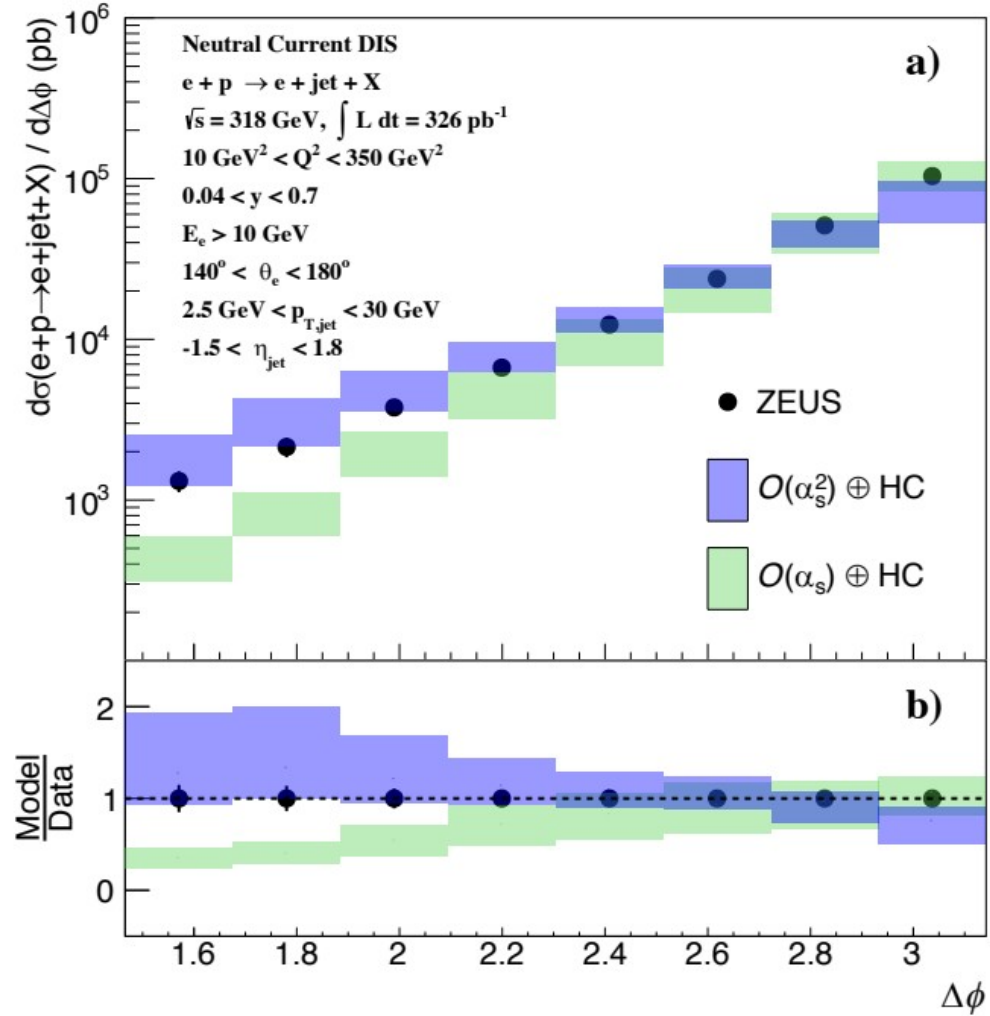 a)
Neutral Current DIS
e + p → e + jet + X
√s = 318 GeV, ∫ L dt = 326 pb⁻¹
10 GeV² < Q² < 350 GeV²
0.04 < y < 0.7
Eₑ > 10 GeV
140° < θₑ < 180°
2.5 GeV < p_T,jet < 30 GeV
-1.5 < η_jet < 1.8
dσ(e+p→e+jet+X) / dΔϕ (pb)
10⁶
10⁵
10⁴
10³
ZEUS
O(αₛ²) ⊕ HC
O(αₛ) ⊕ HC
b)
Model
Data
2
1
0
1.6 1.8 2 2.2 2.4 2.6 2.8 3
Δϕ